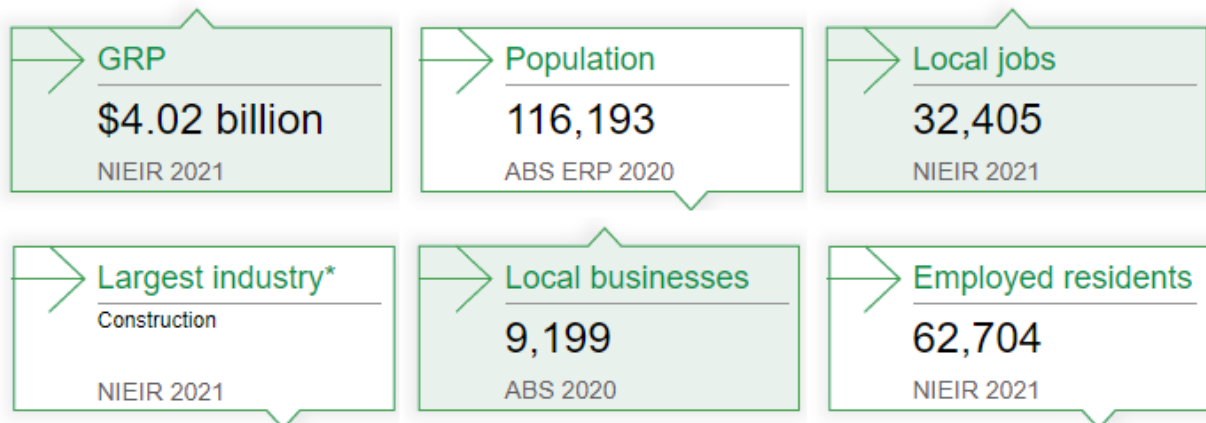 GRP
$4.02 billion
NIEIR 2021
Population
116,193
ABS ERP 2020
Local jobs
32,405
NIEIR 2021
Largest industry*
Construction
NIEIR 2021
Local businesses
9,199
ABS 2020
Employed residents
62,704
NIEIR 2021